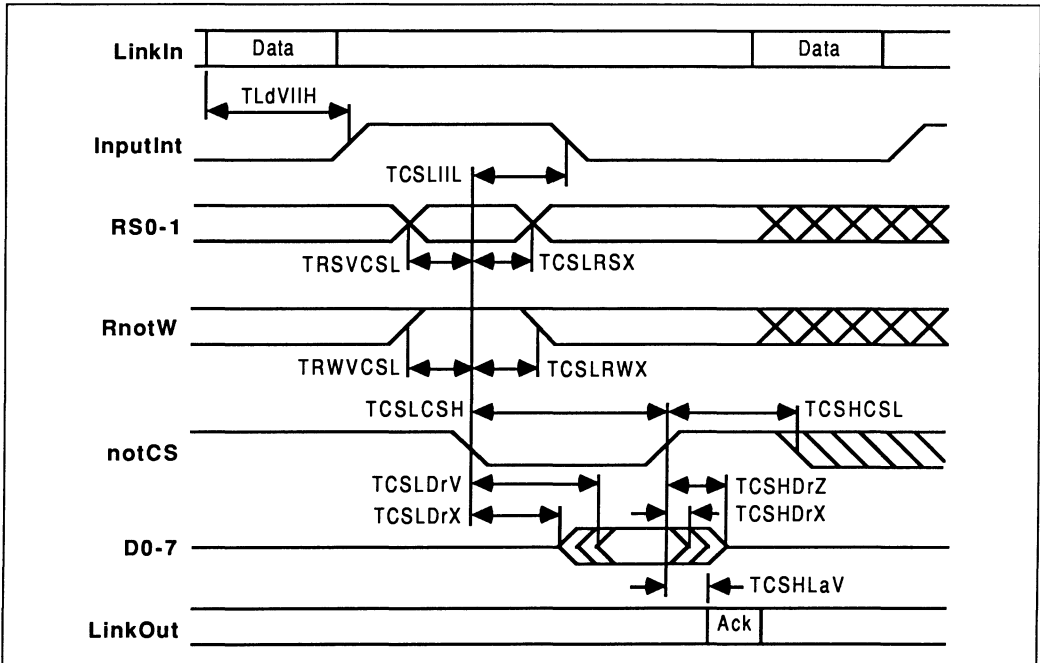 LinkIn Data Data
TLdVIIH
InputInt
TCSLIIL
RS0-1
TRSVCSL TCSLRSX
RnotW
TRWVCSL TCSLRWX
TCSLCSH TCSHCSL
notCS
TCSLDrV TCSHDrZ
TCSLDrX TCSHDrX
D0-7
TCSHLaV
LinkOut Ack